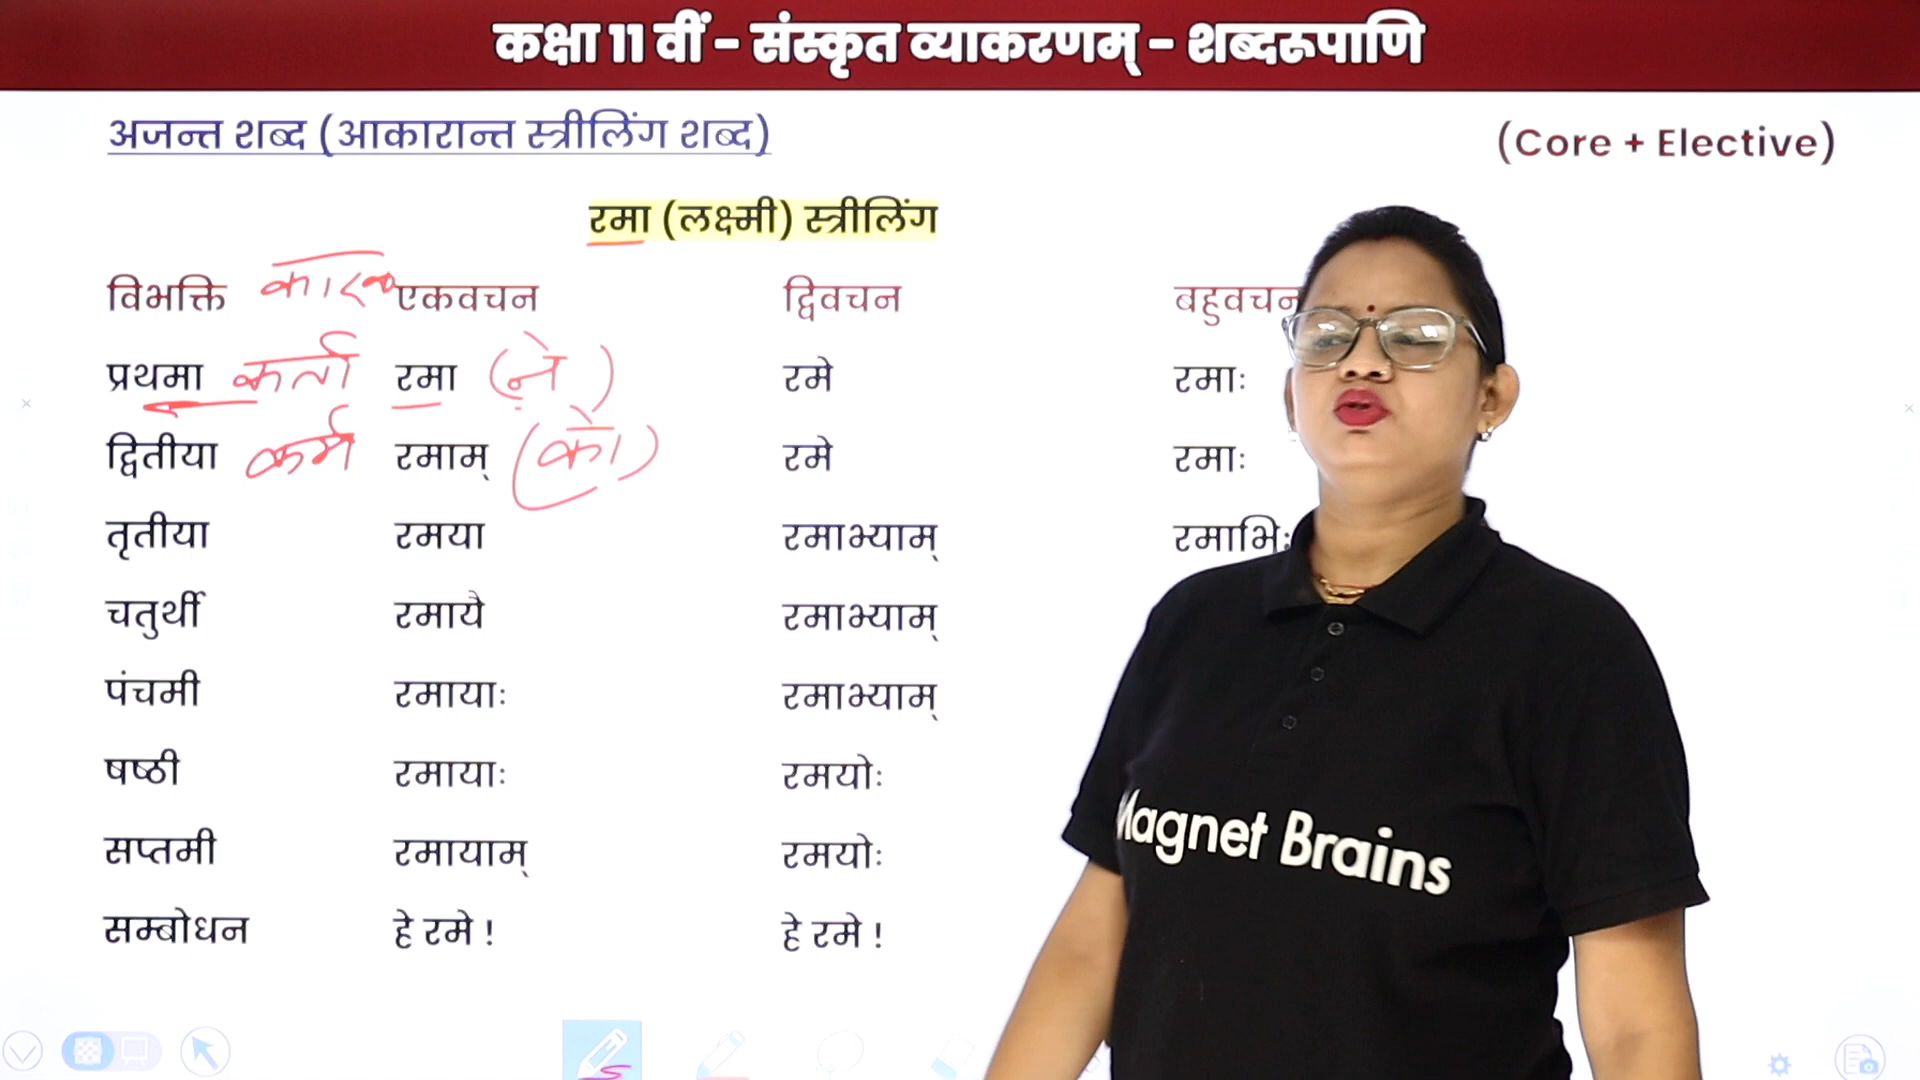 कक्षा 11 वीं - संस्कृत व्याकरणम् - शब्दरूपाणि
अजन्त शब्द (आकारान्त स्त्रीलिंग शब्द)
(Core + Elective)
रमा (लक्ष्मी) स्त्रीलिंग
विभक्ति कारक एकवचन द्विवचन बहुवचन
प्रथमा कर्ता रमा (ने) रमे रमाः
द्वितीया कर्म रमाम् (को) रमे रमाः
तृतीया रमया रमाभ्याम् रमाभिः
चतुर्थी रमायै रमाभ्याम्
पंचमी रमायाः रमाभ्याम्
षष्ठी रमायाः रमयोः
सप्तमी रमायाम् रमयोः
सम्बोधन हे रमे ! हे रमे !
Magnet Brains